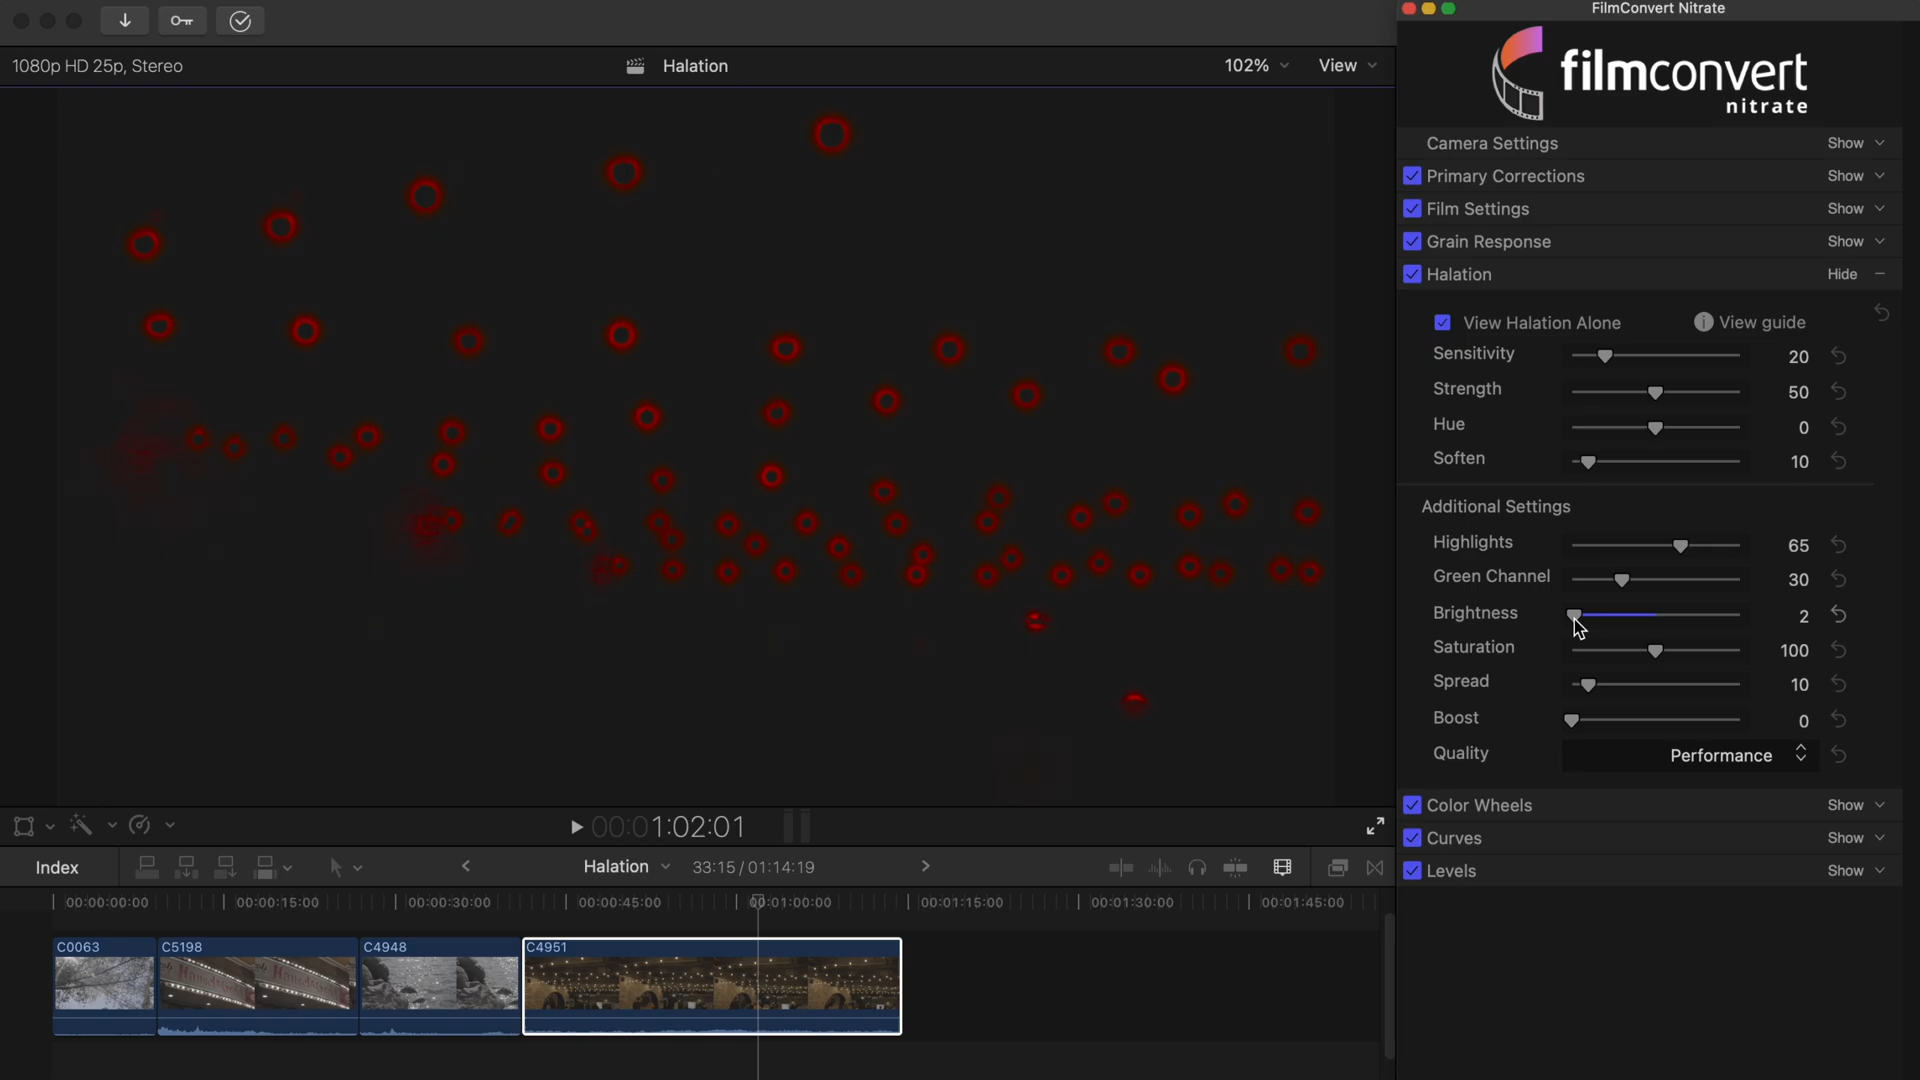 FilmConvert Nitrate
1080p HD 25p, Stereo
Halation
102%
View
filmconvert
nitrate
Camera Settings Show
Primary Corrections Show
Film Settings Show
Grain Response Show
Halation Hide
View Halation Alone
i View guide
Sensitivity 20
Strength 50
Hue 0
Soften 10
Additional Settings
Highlights 65
Green Channel 30
Brightness 2
Saturation 100
Spread 10
Boost 0
Quality Performance
Color Wheels Show
Curves Show
Levels Show
00:01:02:01
Index
Halation
33:15 / 01:14:19
00:00:00:00
00:00:15:00
00:00:30:00
00:00:45:00
00:01:00:00
00:01:15:00
00:01:30:00
00:01:45:00
C0063
C5198
C4948
C4951